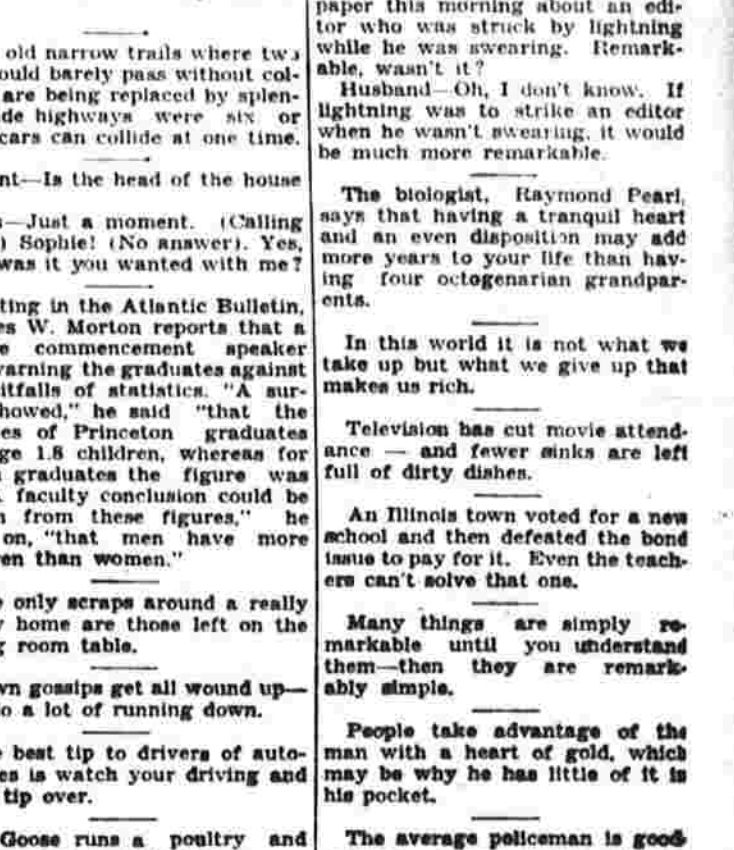 old narrow trails where two
ould barely pass without col-
are being replaced by splen-
de highways were six or
cars can collide at one time.
nt—Is the head of the house
—Just a moment. (Calling
) Sophie! (No answer). Yes,
was it you wanted with me?
ting in the Atlantic Bulletin,
es W. Morton reports that a
e commencement speaker
arning the graduates against
itfalls of statistics. "A sur-
howed," he said "that the
es of Princeton graduates
ge 1.8 children, whereas for
graduates the figure was
faculty conclusion could be
from these figures," he
on, "that men have more
en than women."
only scraps around a really
home are those left on the
g room table.
wn gossips get all wound up—
o a lot of running down.
best tip to drivers of auto-
es is watch your driving and
tip over.
Goose runs a poultry and
paper this morning about an edi-
tor who was struck by lightning
while he was swearing. Remark-
able, wasn't it?
Husband—Oh, I don't know. If
lightning was to strike an editor
when he wasn't swearing, it would
be much more remarkable.
The biologist, Raymond Pearl,
says that having a tranquil heart
and an even disposition may add
more years to your life than hav-
ing four octogenarian grandpar-
ents.
In this world it is not what we
take up but what we give up that
makes us rich.
Television has cut movie attend-
ance — and fewer sinks are left
full of dirty dishes.
An Illinois town voted for a new
school and then defeated the bond
issue to pay for it. Even the teach-
ers can't solve that one.
Many things are simply re-
markable until you understand
them—then they are remark-
ably simple.
People take advantage of the
man with a heart of gold, which
may be why he has little of it in
his pocket.
The average policeman is good-